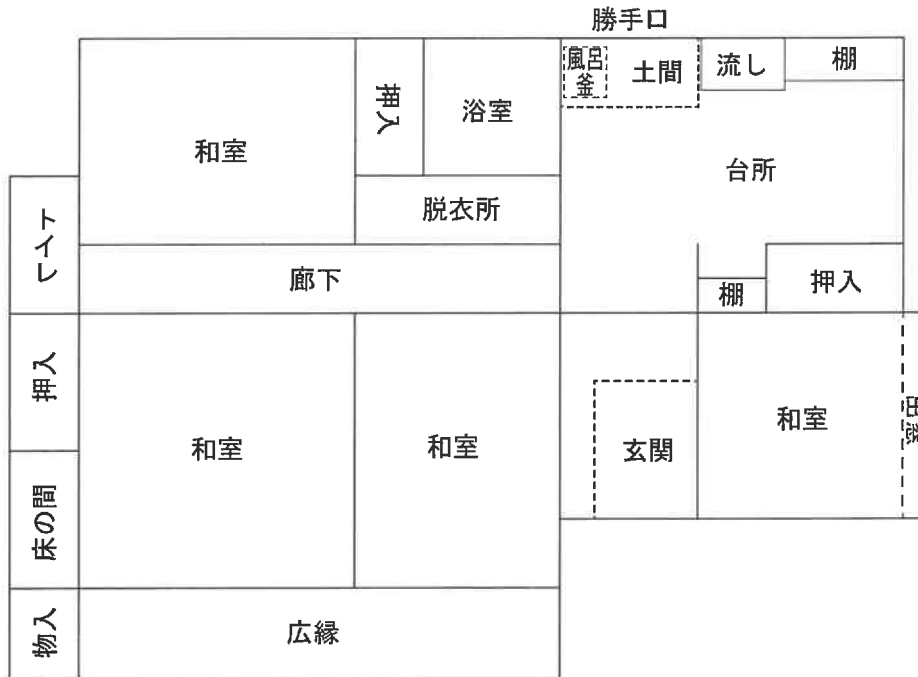 勝手口
風呂
釜
土間
流し
棚
押入
浴室
和室
台所
脱衣所
トイレ
廊下
棚
押入
押入
和室
和室
玄関
和室
出窓
床の間
物入
広縁